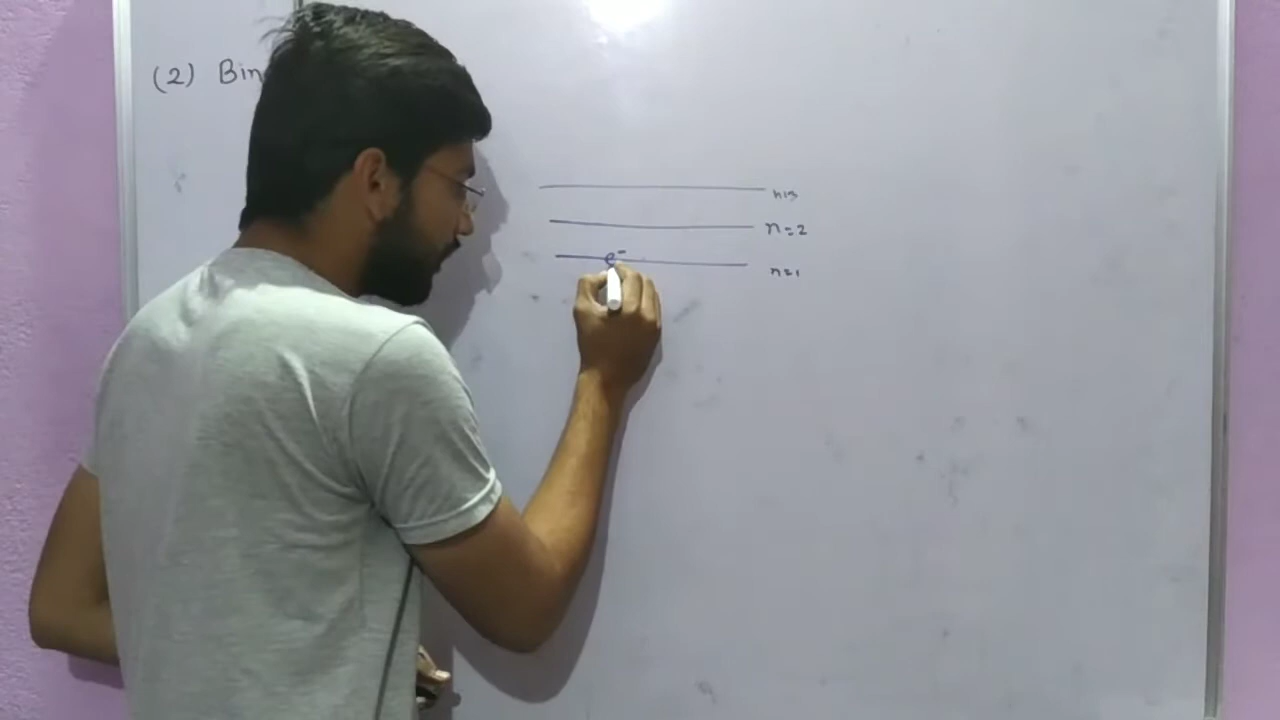 (2) Bin
n=3
n=2
e⁻
n=1